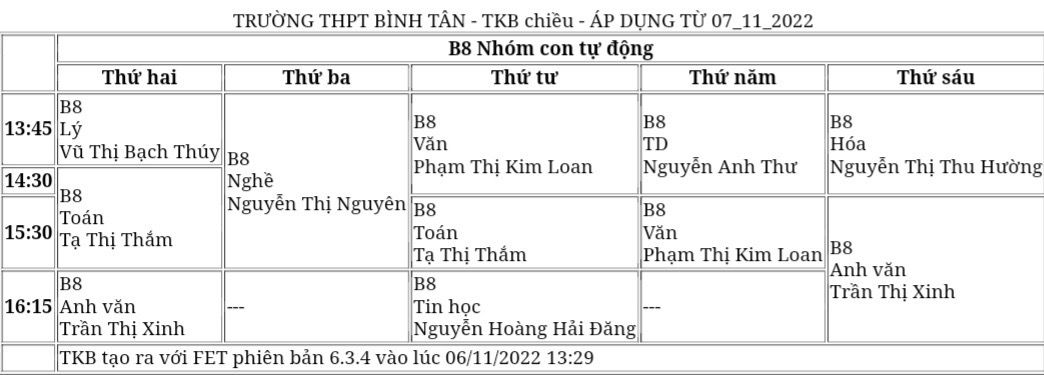 TRƯỜNG THPT BÌNH TÂN - TKB chiều - ÁP DỤNG TỪ 07_11_2022
B8 Nhóm con tự động
Thứ hai Thứ ba Thứ tư Thứ năm Thứ sáu
13:45
B8
Lý
Vũ Thị Bạch Thúy
B8
Nghề
Nguyễn Thị Nguyên
B8
Văn
Phạm Thị Kim Loan
B8
TD
Nguyễn Anh Thư
B8
Hóa
Nguyễn Thị Thu Hường
14:30
B8
Toán
Tạ Thị Thắm
15:30
B8
Toán
Tạ Thị Thắm
B8
Văn
Phạm Thị Kim Loan
B8
Anh văn
Trần Thị Xinh
16:15
B8
Anh văn
Trần Thị Xinh
---
B8
Tin học
Nguyễn Hoàng Hải Đăng
---
TKB tạo ra với FET phiên bản 6.3.4 vào lúc 06/11/2022 13:29